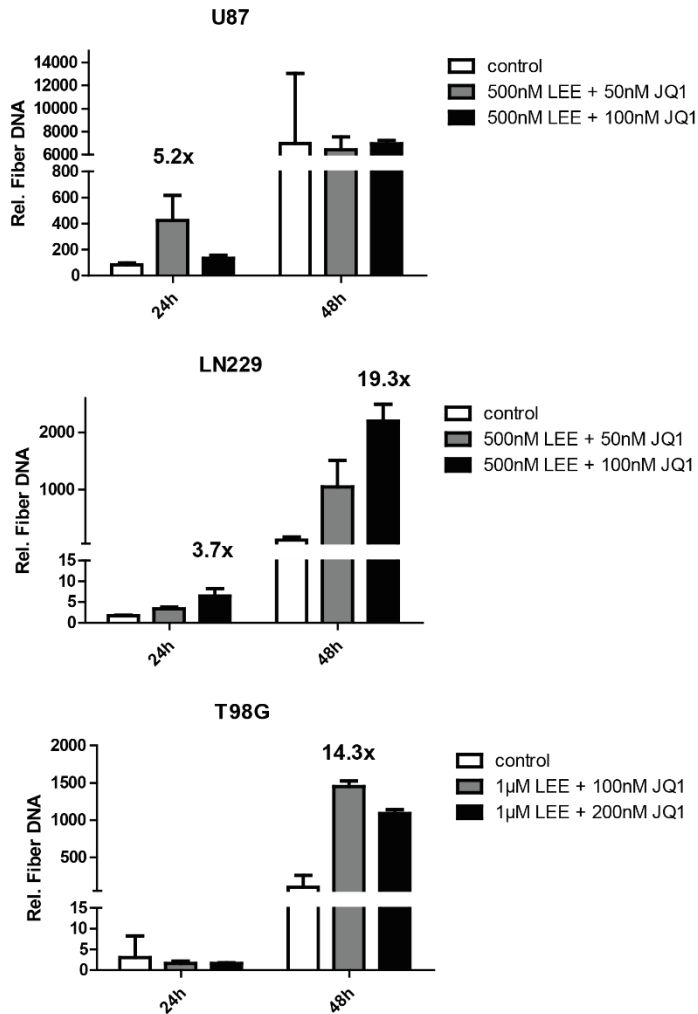 U87
Rel. Fiber DNA
14000
12000
10000
8000
6000
800
600
400
200
0
5.2x
24h
48h
control
500nM LEE + 50nM JQ1
500nM LEE + 100nM JQ1
LN229
Rel. Fiber DNA
2000
1000
15
10
5
0
3.7x
19.3x
24h
48h
control
500nM LEE + 50nM JQ1
500nM LEE + 100nM JQ1
T98G
Rel. Fiber DNA
2000
1500
1000
500
15
10
5
0
14.3x
24h
48h
control
1µM LEE + 100nM JQ1
1µM LEE + 200nM JQ1